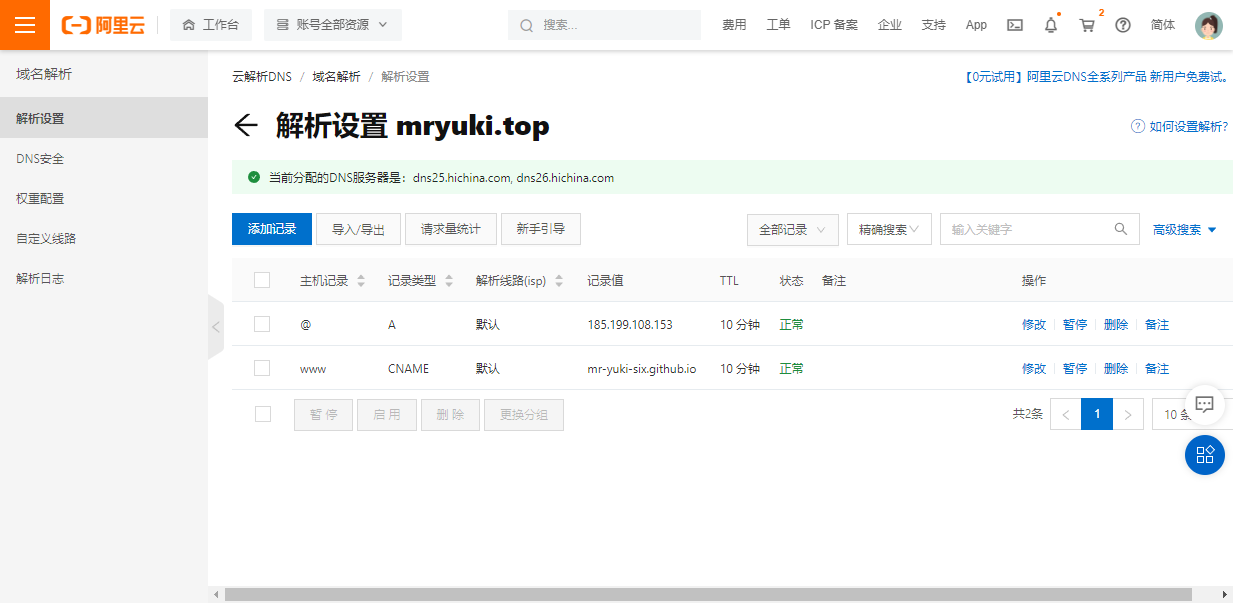 阿里云 工作台 账号全部资源 搜索... 费用 工单 ICP 备案 企业 支持 App 2 简体
域名解析
解析设置
DNS安全
权重配置
自定义线路
解析日志
云解析DNS / 域名解析 / 解析设置
【0元试用】阿里云DNS全系列产品 新用户免费试。
解析设置 mryuki.top
如何设置解析?
当前分配的DNS服务器是: dns25.hichina.com, dns26.hichina.com
添加记录 导入/导出 请求量统计 新手引导 全部记录 精确搜索 输入关键字 高级搜索
主机记录 记录类型 解析线路(isp) 记录值 TTL 状态 备注 操作
@ A 默认 185.199.108.153 10 分钟 正常 修改 暂停 删除 备注
www CNAME 默认 mr-yuki-six.github.io 10 分钟 正常 修改 暂停 删除 备注
暂 停 启 用 删 除 更换分组 共2条 1 10